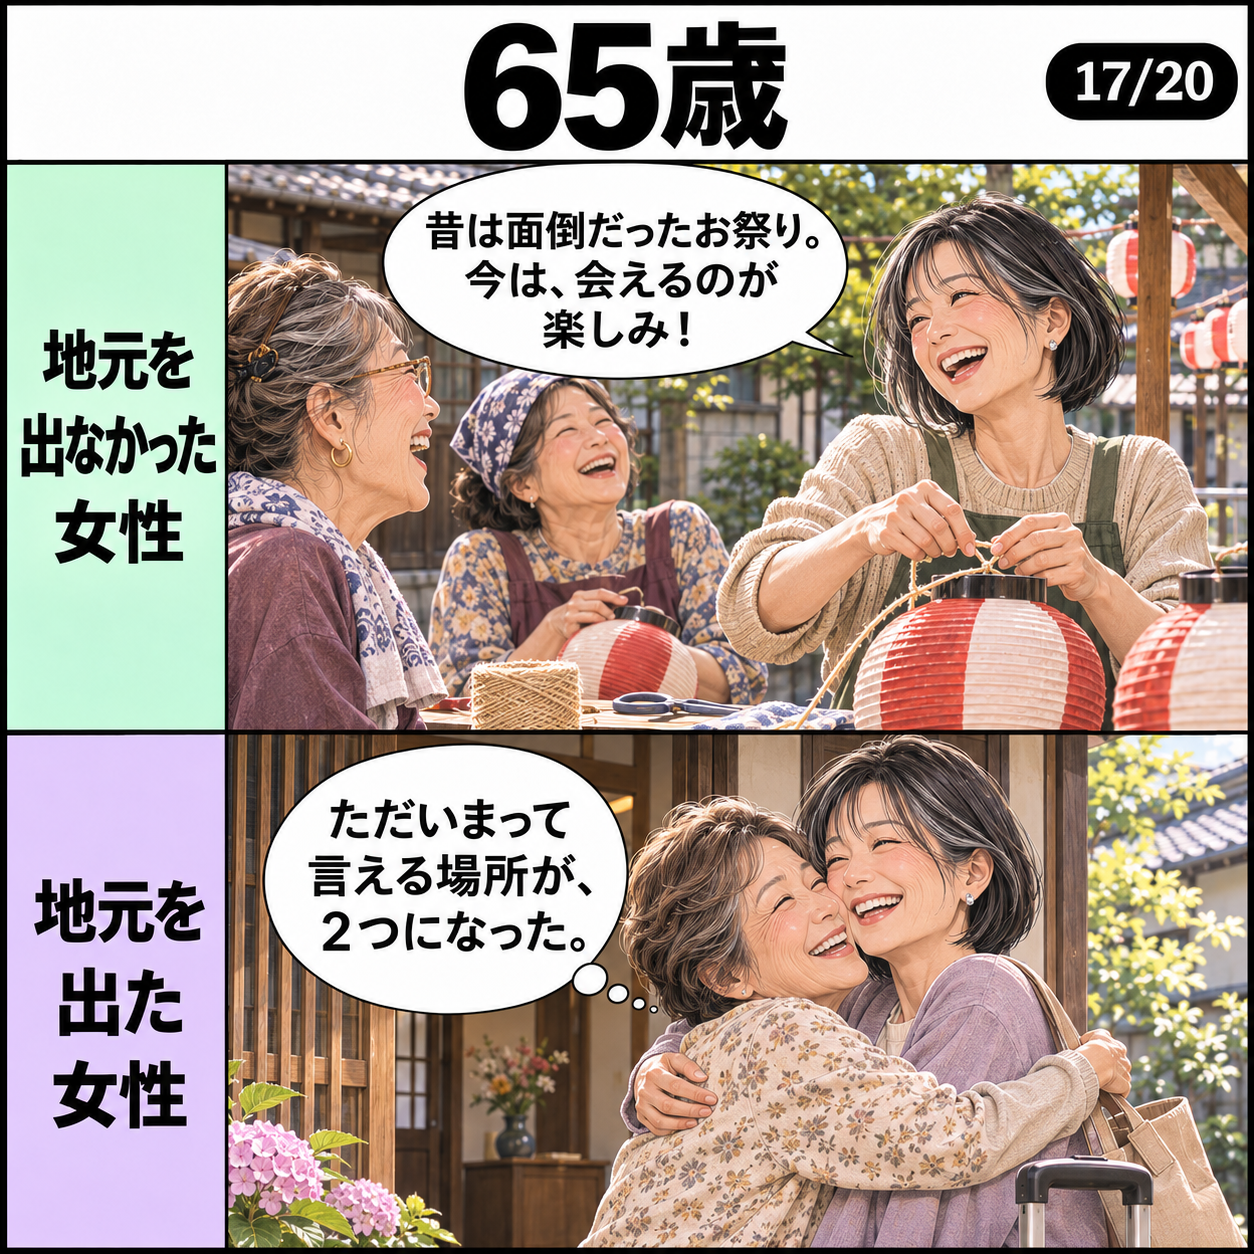 65歳
17/20
地元を
出なかった
女性
昔は面倒だったお祭り。
今は、会えるのが
楽しみ！
地元を
出た
女性
ただいまって
言える場所が、
2つになった。